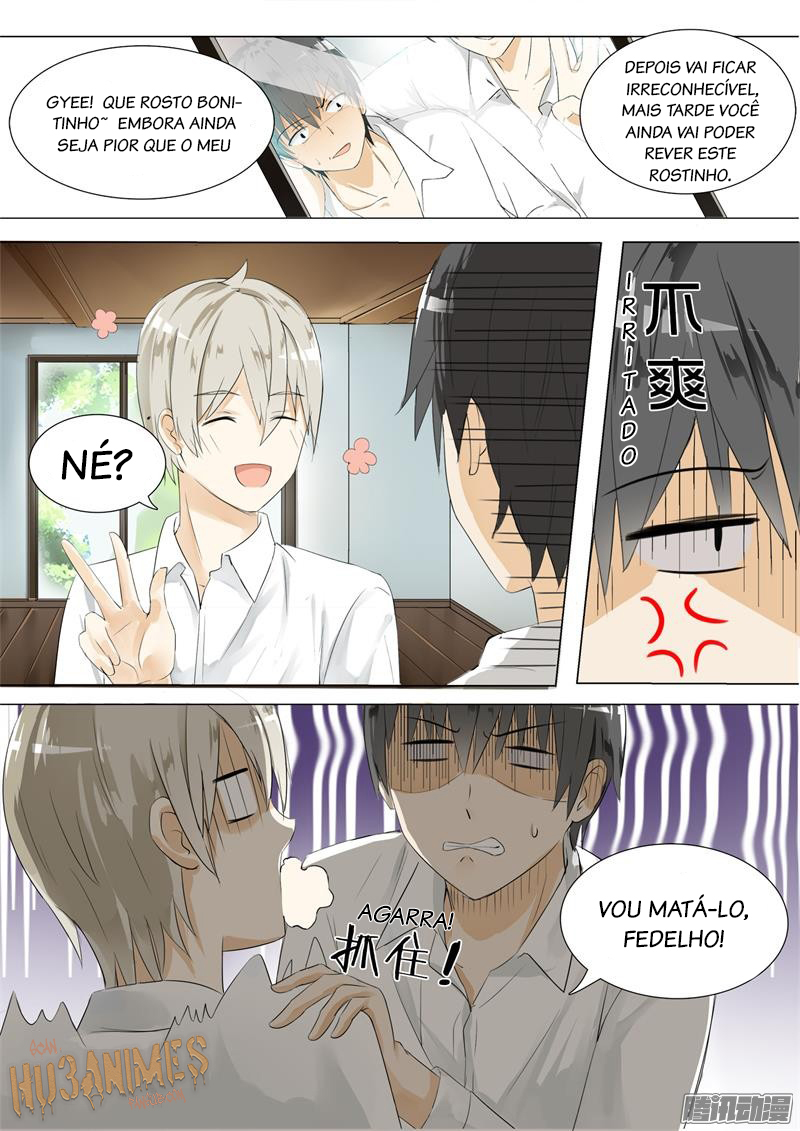 GYEE! QUE ROSTO BONI-
TINHO~ EMBORA AINDA
SEJA PIOR QUE O MEU
DEPOIS VAI FICAR
IRRECONHECÍVEL,
MAIS TARDE VOCÊ
AINDA VAI PODER
REVER ESTE
ROSTINHO.
NÉ?
IRRITADO
不爽
AGARRA!
抓住!
VOU MATÁ-LO,
FEDELHO!
SCAN
HU3ANIMES
腾讯动漫